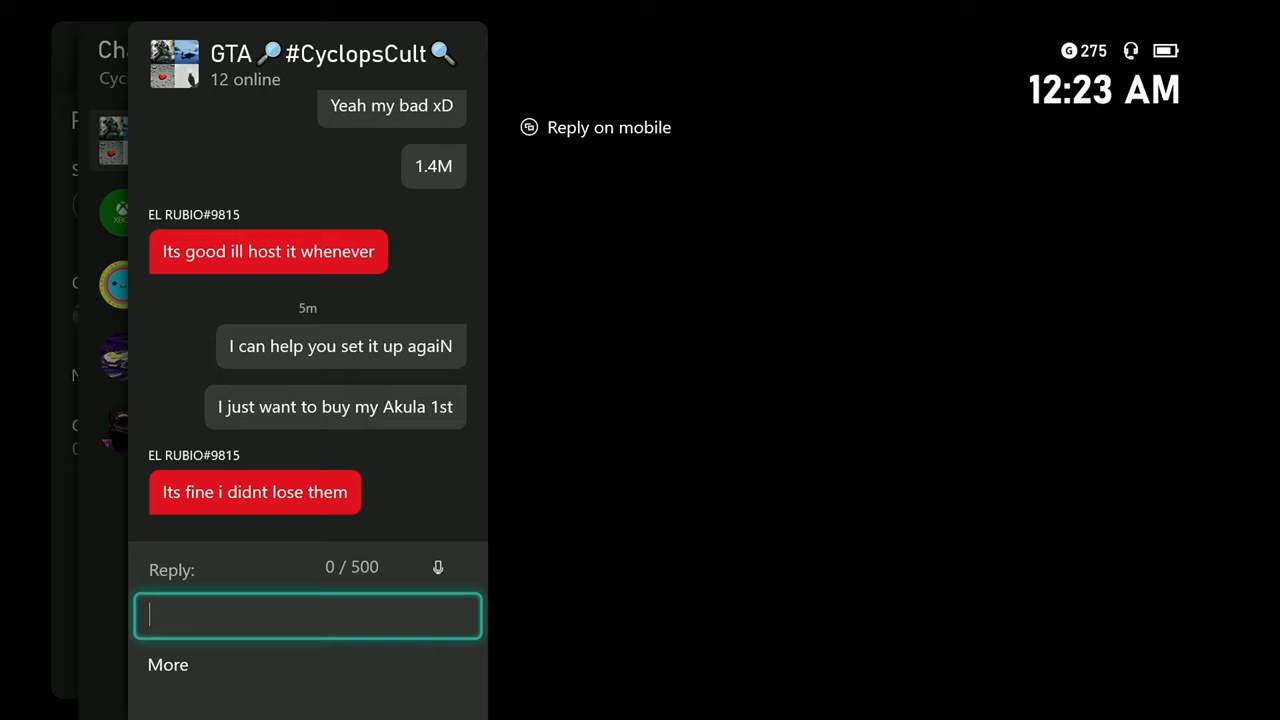 Ch
Cyc
GTA 🔎#CyclopsCult🔍
12 online
G 275
12:23 AM
Yeah my bad xD
Reply on mobile
1.4M
EL RUBIO#9815
Its good ill host it whenever
5m
I can help you set it up agaiN
I just want to buy my Akula 1st
EL RUBIO#9815
Its fine i didnt lose them
Reply:
0 / 500
More